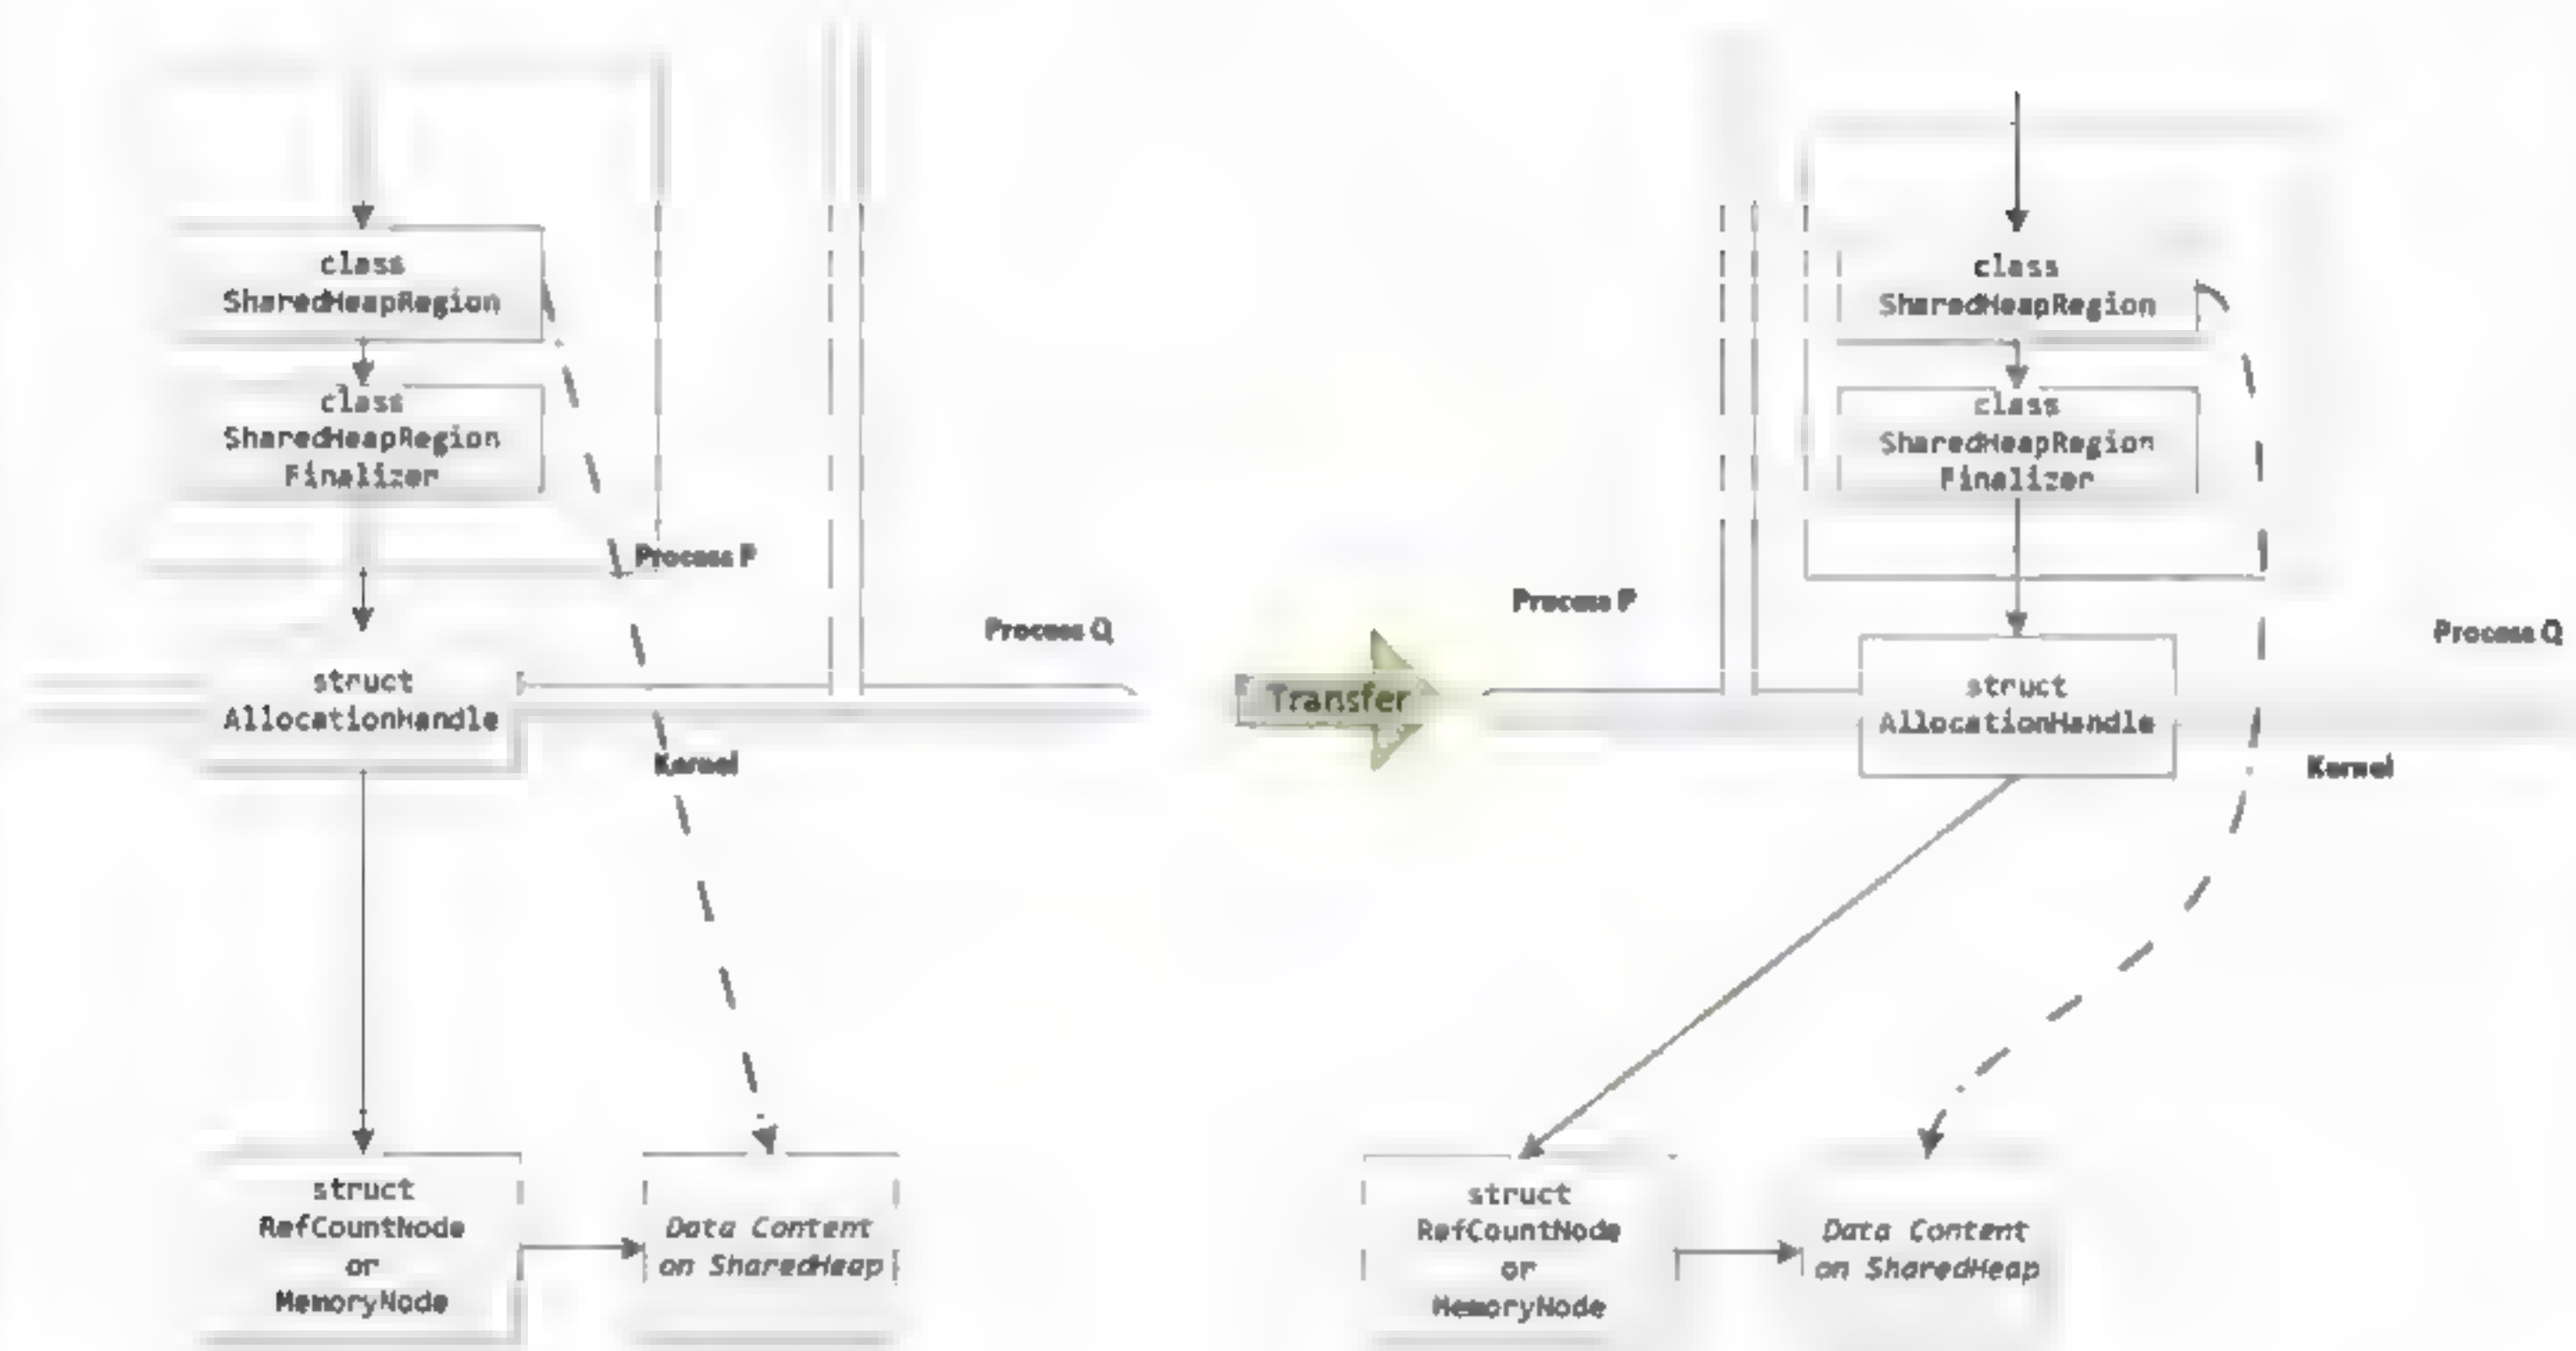 class
SharedHeapRegion
class
SharedHeapRegion
Finalizer
Process P
Process Q
struct
AllocationHandle
Kernel
struct
RefCountNode
or
MemoryNode
Data Content
on SharedHeap
Transfer
class
SharedHeapRegion
class
SharedHeapRegion
Finalizer
Process P
Process Q
struct
AllocationHandle
Kernel
struct
RefCountNode
or
MemoryNode
Data Content
on SharedHeap